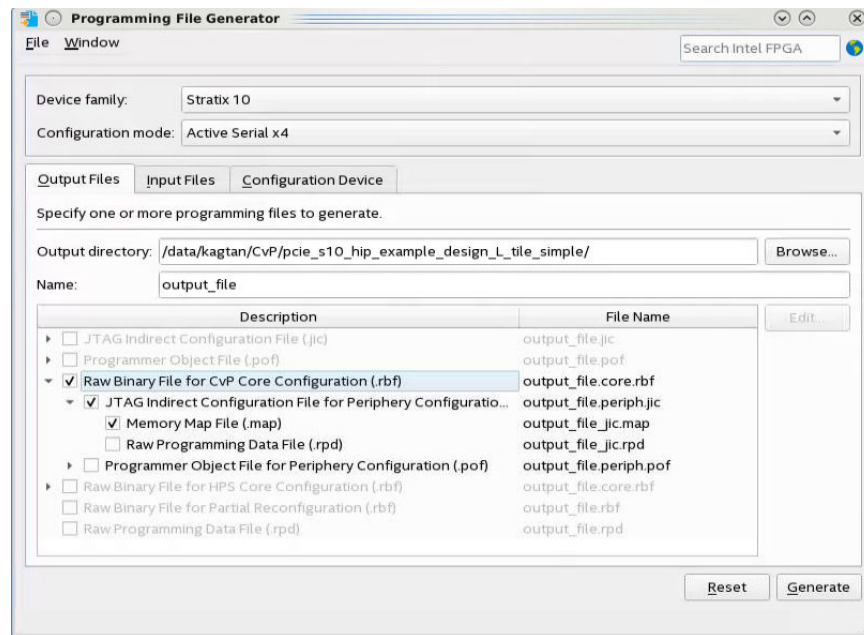 Programming File Generator
File Window
Search Intel FPGA
Device family: Stratix 10
Configuration mode: Active Serial x4
Output Files Input Files Configuration Device
Specify one or more programming files to generate.
Output directory: /data/kagtan/CvP/pcie_s10_hip_example_design_L_tile_simple/ Browse...
Name: output_file
Description File Name Edit...
JTAG Indirect Configuration File (.jic) output_file.jic
Programmer Object File (.pof) output_file.pof
Raw Binary File for CvP Core Configuration (.rbf) output_file.core.rbf
JTAG Indirect Configuration File for Periphery Configuratio... output_file.periph.jic
Memory Map File (.map) output_file_jic.map
Raw Programming Data File (.rpd) output_file_jic.rpd
Programmer Object File for Periphery Configuration (.pof) output_file.periph.pof
Raw Binary File for HPS Core Configuration (.rbf) output_file.core.rbf
Raw Binary File for Partial Reconfiguration (.rbf) output_file.rbf
Raw Programming Data File (.rpd) output_file.rpd
Reset Generate